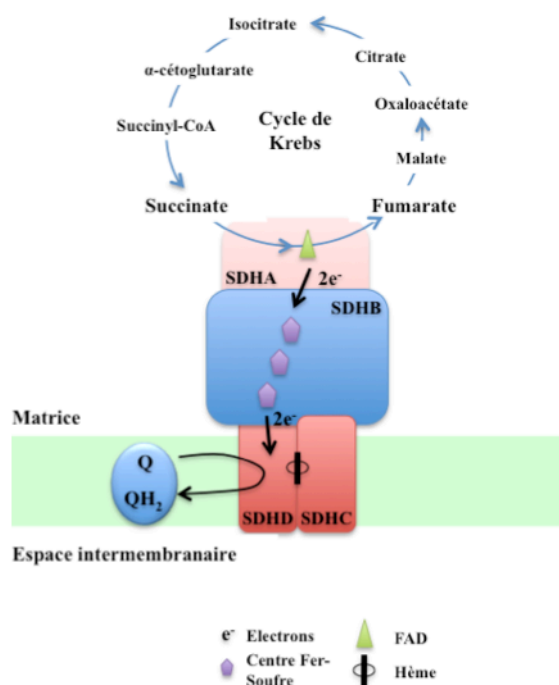 Isocitrate
Citrate
α-cétoglutarate
Oxaloacétate
Succinyl-CoA
Cycle de
Krebs
Malate
Succinate
Fumarate
SDHA
2e-
SDHB
2e-
Matrice
Q
QH2
SDHD
SDHC
Espace intermembranaire
e- Electrons
FAD
Centre Fer-
Soufre
Hème